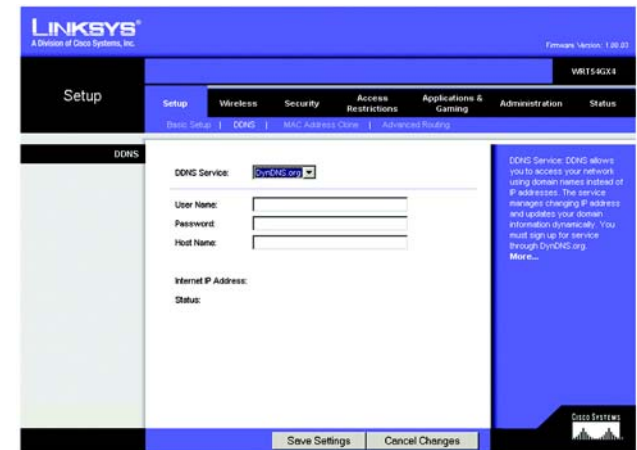 LINKSYS®
A Division of Cisco Systems, Inc.
Firmware Version: 1.00.03
WRT54GX4
Setup
Setup Wireless Security Access Restrictions Applications & Gaming Administration Status
Basic Setup | DDNS | MAC Address Clone | Advanced Routing
DDNS
DDNS Service: DynDNS.org
User Name:
Password:
Host Name:
Internet IP Address:
Status:
DDNS Service: DDNS allows
you to access your network
using domain names instead of
IP addresses. The service
manages changing IP address
and updates your domain
information dynamically. You
must sign up for service
through DynDNS.org.
More...
CISCO SYSTEMS
Save Settings Cancel Changes